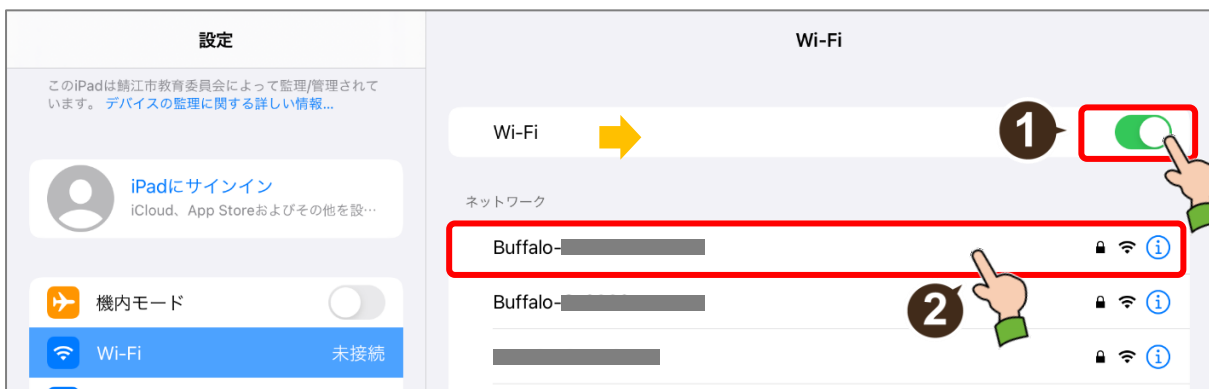 設定
このiPadは鯖江市教育委員会によって監理/管理されて
います。 デバイスの監理に関する詳しい情報...
iPadにサインイン
iCloud、App Storeおよびその他を設…
機内モード
Wi-Fi 未接続
Wi-Fi
Wi-Fi
1
ネットワーク
Buffalo-
2
Buffalo-